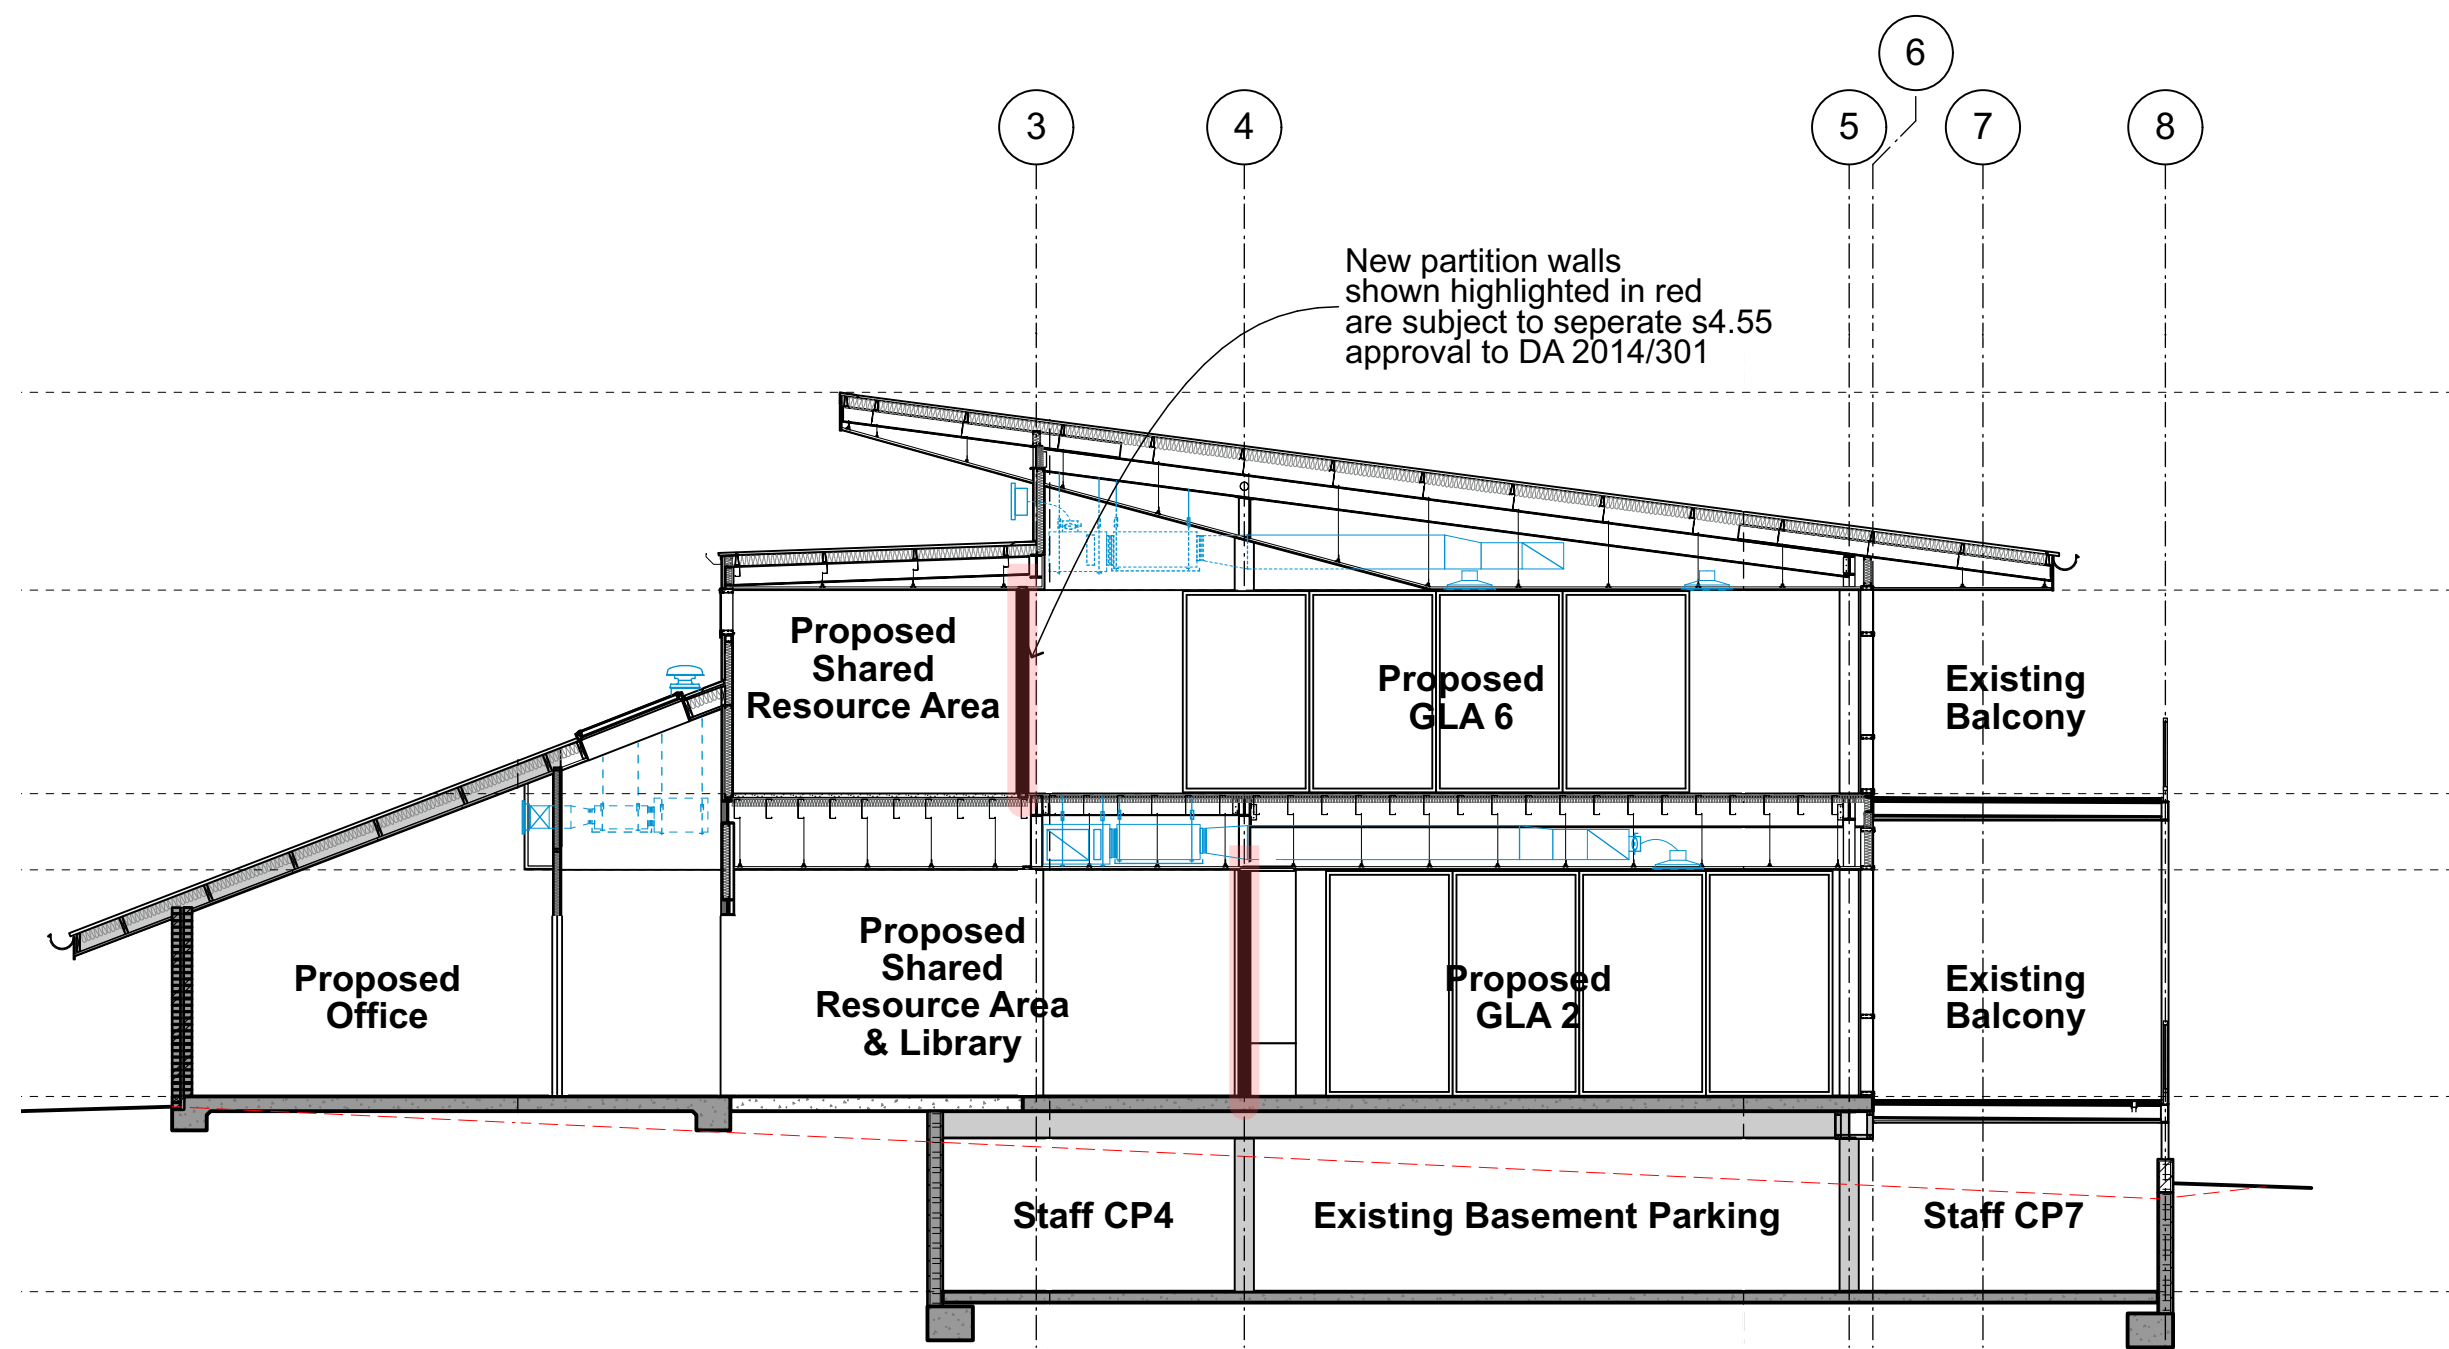 6
3
4
5
7
8
New partition walls
shown highlighted in red
are subject to seperate s4.55
approval to DA 2014/301
Proposed
Shared
Resource Area
Proposed
GLA 6
Existing
Balcony
Proposed
Office
Proposed
Shared
Resource Area
& Library
Proposed
GLA 2
Existing
Balcony
Staff CP4
Existing Basement Parking
Staff CP7